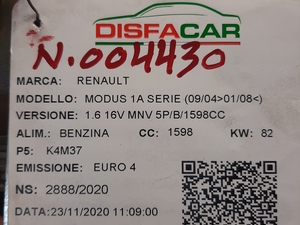 DISFACAR
N.004430
MARCA: RENAULT
MODELLO: MODUS 1A SERIE (09/04>01/08<)
VERSIONE: 1.6 16V MNV 5P/B/1598CC
ALIM.: BENZINA CC: 1598 KW: 82
P5: K4M37
EMISSIONE: EURO 4
NS: 2888/2020
DATA:23/11/2020 11:09:00